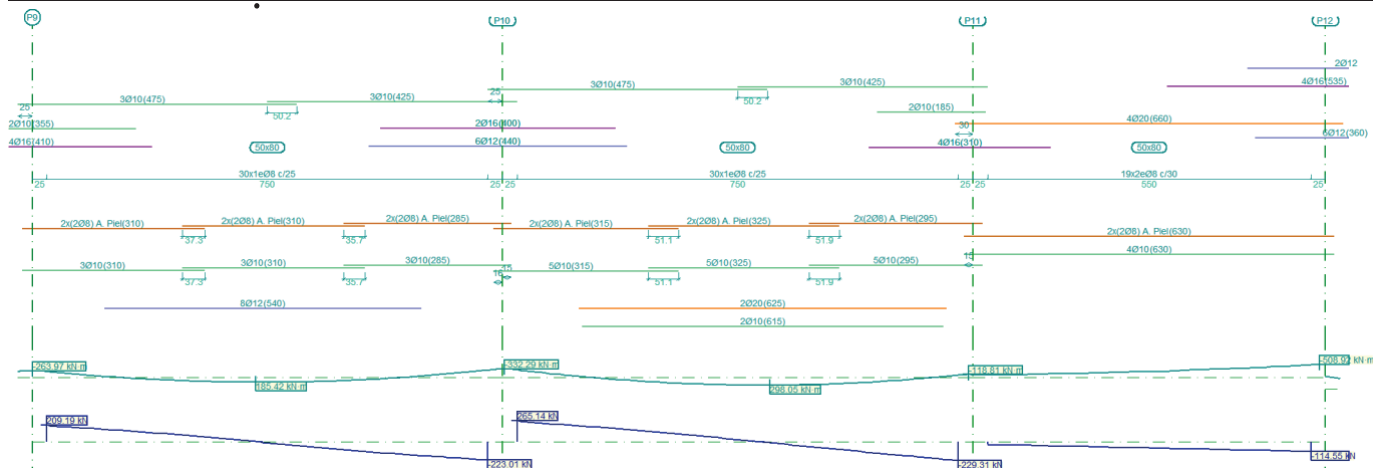 P9 P10 P11 P12
2Ø12
3Ø10(475) 3Ø10(425) 4Ø16(535)
25 3Ø10(475) 3Ø10(425) 25
50.2 50.2
2Ø10(185)
2Ø10(355) 2Ø16(400) 4Ø20(660)
30 6Ø12(360)
4Ø16(410) 50x80 6Ø12(440) 50x80 4Ø16(310) 50x80
30x1eØ8 c/25 30x1eØ8 c/25 19x2eØ8 c/30
25 750 25 25 750 25 25 550 25
2x(2Ø8) A. Piel(310) 2x(2Ø8) A. Piel(310) 2x(2Ø8) A. Piel(285) 2x(2Ø8) A. Piel(315) 2x(2Ø8) A. Piel(325) 2x(2Ø8) A. Piel(295)
2x(2Ø8) A. Piel(630)
37.3 35.7 51.1 51.9
4Ø10(630)
3Ø10(310) 3Ø10(310) 3Ø10(285) 15 5Ø10(315) 5Ø10(325) 5Ø10(295) 15
37.3 35.7 51.1 51.9
8Ø12(540) 2Ø20(625)
2Ø10(615)
-263.97 kN·m -332.29 kN·m -118.81 kN·m -508.92 kN·m
185.42 kN·m 298.05 kN·m
209.19 kN 265.14 kN
-223.01 kN -229.31 kN -114.55 kN